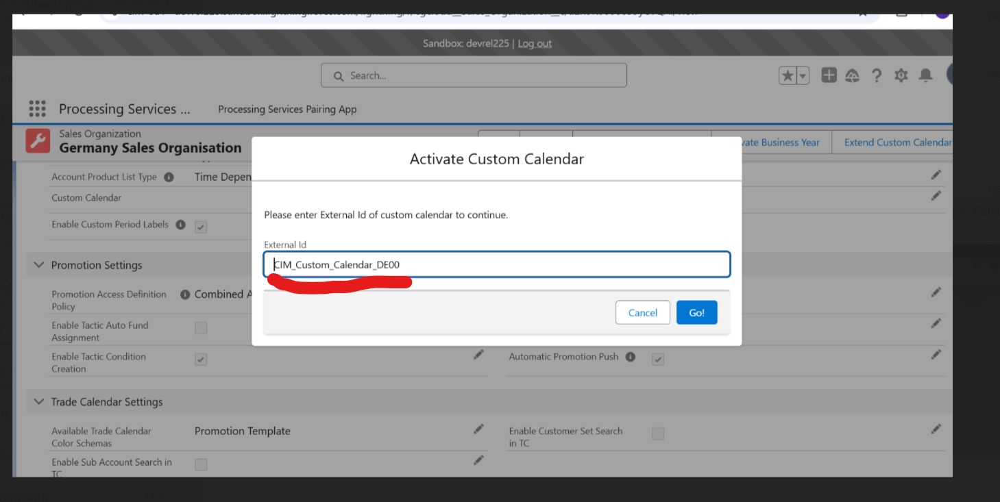 Sandbox: devrel225 | Log out
Search...
Processing Services ... Processing Services Pairing App
Sales Organization
Germany Sales Organisation
vate Business Year Extend Custom Calendar
Activate Custom Calendar
Account Product List Type Time Depen
Custom Calendar
Please enter External Id of custom calendar to continue.
Enable Custom Period Labels
External Id
CIM_Custom_Calendar_DE00
Promotion Settings
Promotion Access Definition Combined A
Policy
Cancel Go!
Enable Tactic Auto Fund
Assignment
Enable Tactic Condition Automatic Promotion Push
Creation
Trade Calendar Settings
Available Trade Calendar Promotion Template Enable Customer Set Search
Color Schemas in TC
Enable Sub Account Search in
TC